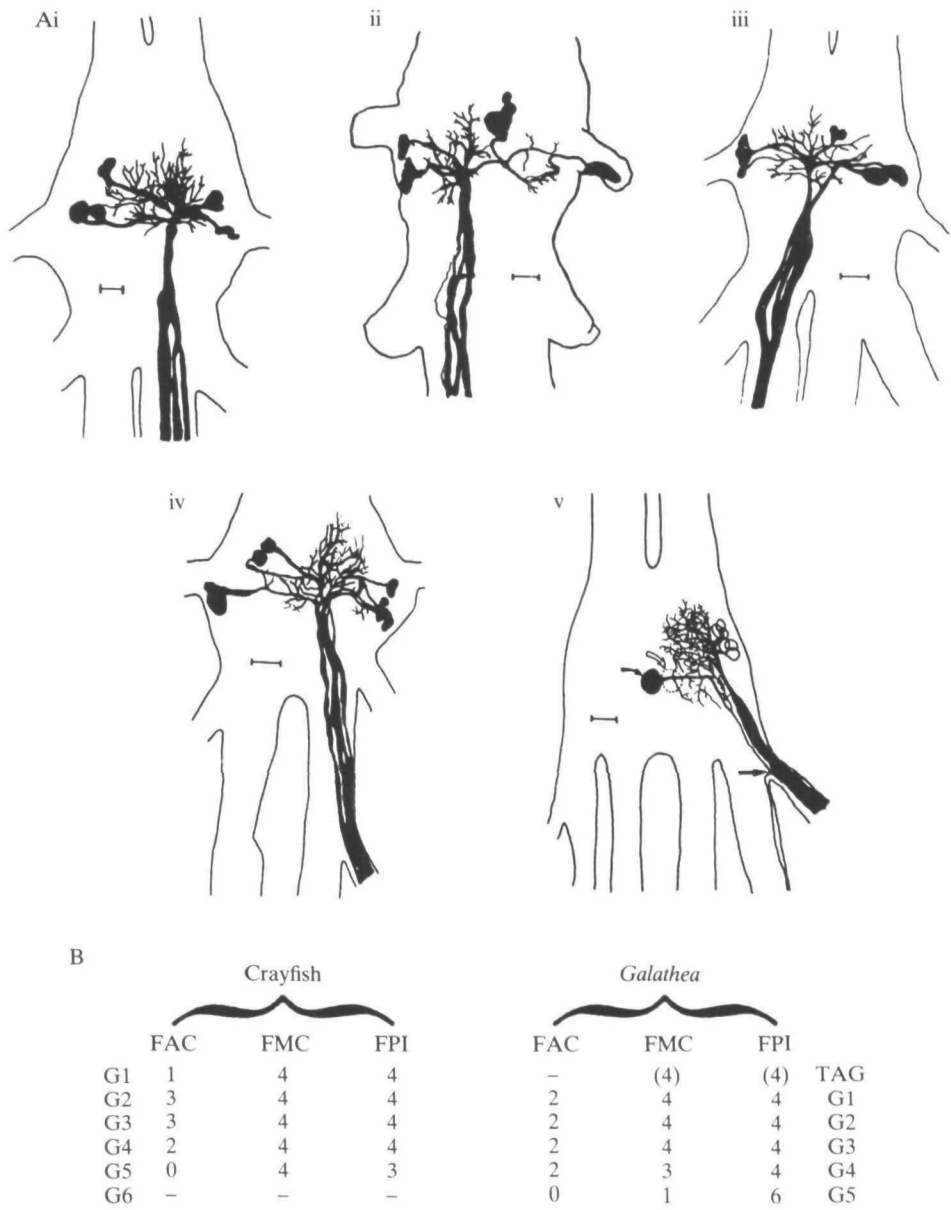 Ai
ii
iii
iv
v
B
Crayfish Galathea
FAC FMC FPI FAC FMC FPI
G1 1 4 4 – (4) (4) TAG
G2 3 4 4 2 4 4 G1
G3 3 4 4 2 4 4 G2
G4 2 4 4 2 4 4 G3
G5 0 4 3 2 3 4 G4
G6 – – – 0 1 6 G5